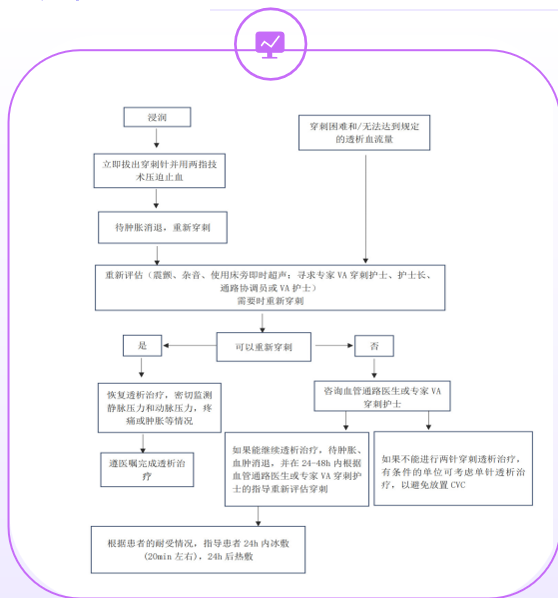 浸润
穿刺困难和/无法达到规定
的透析血流量
立即拔出穿刺针并用两指技
术压迫止血
待肿胀消退,重新穿刺
重新评估(震颤、杂音、使用床旁即时超声;寻求专家 VA 穿刺护士、护士长、
通路协调员或 VA 护士)
需要时重新穿刺
是
可以重新穿刺
否
恢复透析治疗,密切监测
静脉压力和动脉压力,疼
痛或肿胀等情况
咨询血管通路医生或专家 VA
穿刺护士
遵医嘱完成透析治
疗
如果能继续透析治疗,待肿胀、
血肿消退,并在 24-48h 内根据
血管通路医生或专家 VA 穿刺护
士的指导重新评估穿刺
如果不能进行两针穿刺透析治疗,
有条件的单位可考虑单针透析治
疗,以避免放置 CVC
根据患者的耐受情况,指导患者 24h 内冰敷
(20min 左右),24h 后热敷